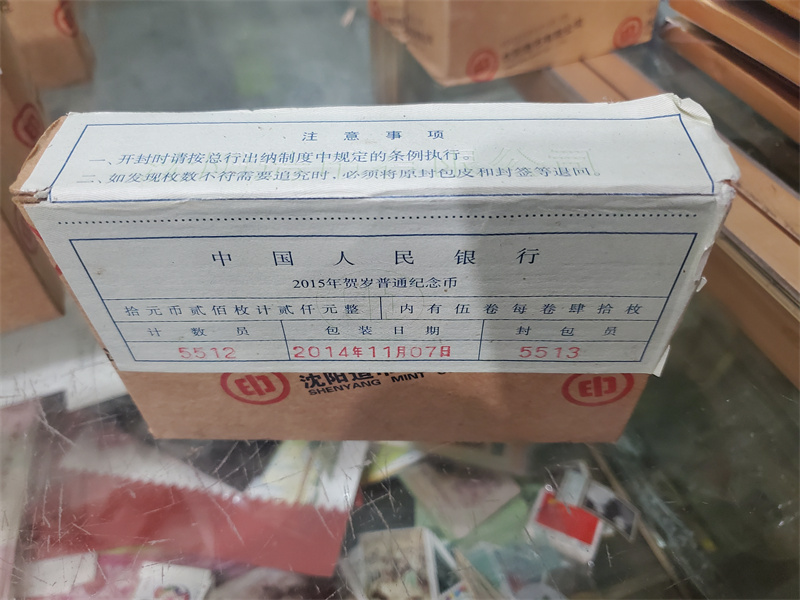 注意事项
一、开封时请按总行出纳制度中规定的条例执行。
二、如发现枚数不符需要追究时,必须将原封包皮和封签等退回。
中国人民银行
2015年贺岁普通纪念币
拾元币贰佰枚计贰仟元整 内有伍卷每卷肆拾枚
计数员 包装日期 封包员
5512 2014年11月07日 5513
沈阳造
SHENYANG MINT